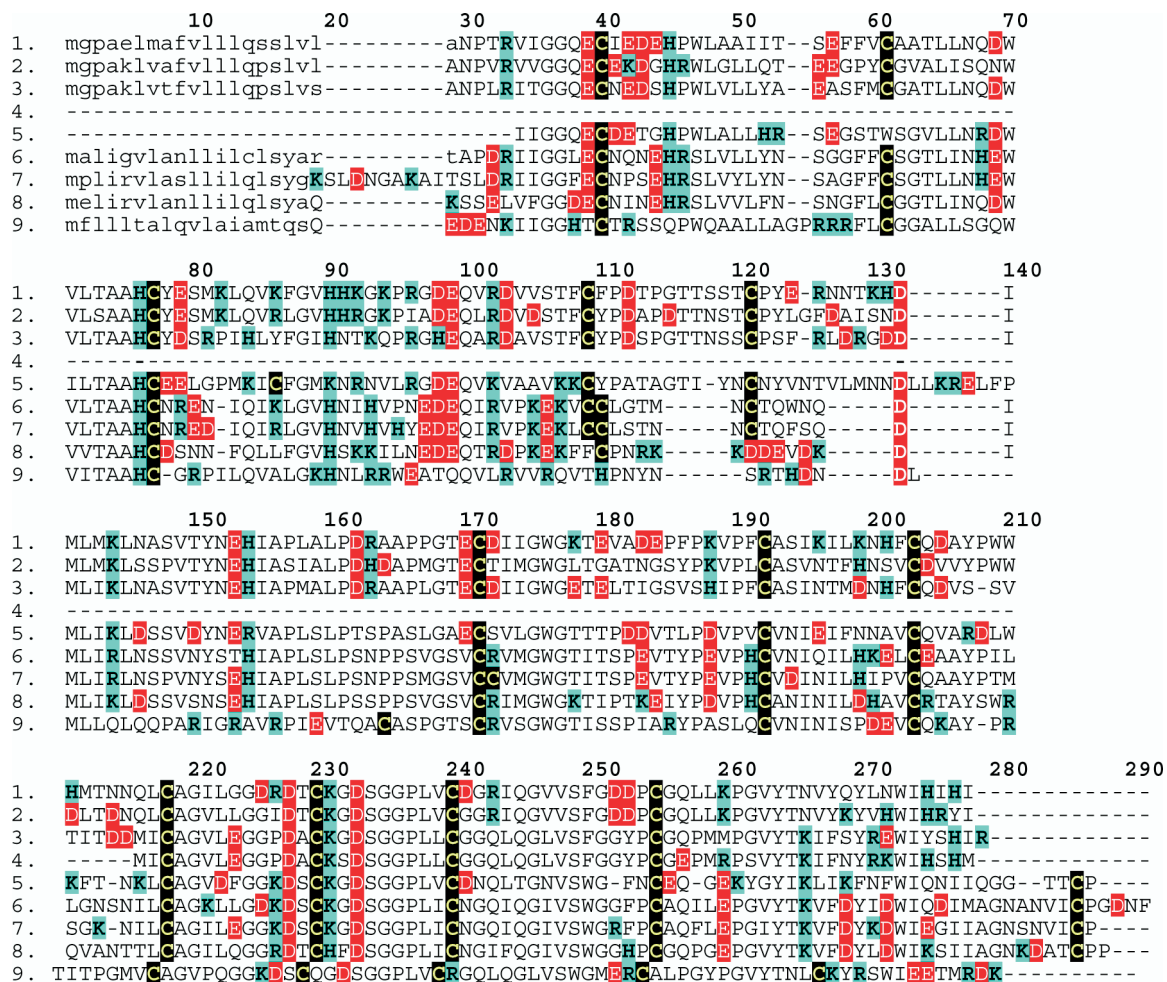 10 20 30 40 50 60 70
1. mgpaelmafvlllqsslvl---------aNPTRVIGGQECIEDEHPWLAAIIT--SEFFVCAATLLNQDW
2. mgpaklvafvlllqpslvl---------ANPVRVVGGQECEKDGHRWLGLLQT--EEGPYCGVALISQNW
3. mgpaklvtfvlllqpslvs---------ANPLRITGGQECNEDSHPWLVLLYA--EASFMCGATLLNQDW
4. ----------------------------------------------------------------------
5. ---------------------------------IIGGQECDETGHPWLALLHR--SEGSTWSGVLLNRDW
6. maligvlanllilclsyar---------tAPDRIIGGLECNQNEHRSLVLLYN--SGGFFCSGTLINHEW
7. mplirvlasllilqlsygKSLDNGAKAITSLDRIIGGFECNPSEHRSLVYLYN--SAGFFCSGTLLNHEW
8. melirvlanllilqlsyaQ---------KSSELVFGGDECNINEHRSLVVLFN--SNGFLCGGTLINQDW
9. mfllltalqvlaiamtqsQ---------EDENKIIGGHTCTRSSQPWQAALLAGPRRRFLCGGALLSGQW
80 90 100 110 120 130 140
1. VLTAAHCYESMKLQVKFGVHHKGKPRGDEQVRDVVSTFCFPDTPGTTSSTCPYE-RNNTKHD-------I
2. VLSAAHCYESMKLQVRLGVHHRGKPIADEQLRDVDSTFCYPDAPDTTNSTCPYLGFDAISND-------I
3. VLTAAHCYDSRPIHLYFGIHNTKQPRGHEQARDAVSTFCYPDSPGTTNSSCPSF-RLDRGDD-------I
4. ----------------------------------------------------------------------
5. ILTAAHCEELGPMKICFGMKNRNVLRGDEQVKVAAVKKCYPATAGTI-YNCNYVNTVLMNNDLLKRELFP
6. VLTAAHCNREN-IQIKLGVHNIHVPNEDEQIRVPKEKVCCLGTM-----NCTQWNQ-----D-------I
7. VLTAAHCNRED-IQIRLGVHNVHVHYEDEQIRVPKEKLCCLSTN-----NCTQFSQ-----D-------I
8. VVTAAHCDSNN-FQLLFGVHSKKILNEDEQTRDPKEKFFCPNRK-----KDDEVDK-----D-------I
9. VITAAHC-GRPILQVALGKHNLRRWEATQQVLRVVRQVTHPNYN-----SRTHDN-----DL--------
150 160 170 180 190 200 210
1. MLMKLNASVTYNEHIAPLALPDRAAPPGTECDIIGWGKTEVADEPFPKVPFCASIKILKNHFCQDAYPWW
2. MLMKLSSPVTYNEHIASIALPDHDAPMGTECTIMGWGLTGATNGSYPKVPLCASVNTFHNSVCDVVYPWW
3. MLIKLNASVTYNEHIAPMALPDRAAPLGTECDIIGWGETELTIGSVSHIPFCASINTMDNHFCQDVS-SV
4. ----------------------------------------------------------------------
5. MLIKLDSSVDYNERVAPLSLPTSPASLGAECSVLGWGTTTPDDVTLPDVPVCVNIEIFNNAVCQVARDLW
6. MLIRLNSSVNYSTHIAPLSLPSNPPSVGSVCRVMGWGTITSPEVTYPEVPHCVNIQILHKELCEAAYPIL
7. MLIRLNSPVNYSEHIAPLSLPSNPPSMGSVCCVMGWGTITSPEVTYPEVPHCVDINILHIPVCQAAYPTM
8. MLIKLDSSVSNSEHIAPLSLPSSPPSVGSVCRIMGWGKTIPTKEIYPDVPHCANINILDHAVCRTAYSWR
9. MLLQLQQPARIGRAVRPIEVTQACASPGTSCRVSGWGTISSPIARYPASLQCVNINISPDEVCQKAY-PR
220 230 240 250 260 270 280 290
1. HMTNNQLCAGILGGDRDTCKGDSGGPLVCDGRIQGVVSFGDDPCGQLLKPGVYTNVYQYLNWIHIHI------------
2. DLTDNQLCAGVLLGGIDTCKGDSGGPLVCGGRIQGVVSFGDDPCGQLLKPGVYTNVYKYVHWIHRYI------------
3. TITDDMICAGVLEGGPDACKGDSGGPLICGGQLQGLVSFGGYPCGQPMMPGVYTKIFSYREWIYSHR------------
4. -----MICAGVLEGGPDACKSDSGGPLLCGGQLQGLVSFGGYPCGEPMRPSVYTKIFNYRKWIHSHM------------
5. KFT-NKLCAGVDFGGKDSCKGDSGGPLVCDNQLTGNVSWG-FNCEQ-GEKYGYIKLIKFNFWIQNIIQGG--TTCP----
6. LGNSNILCAGKLLGDKDSCKGDSGGPLICNGQIQGIVSWGGFPCAQILEPGVYTKVFDYIDWIQDIMAGNANVICPGDNF
7. SGK-NILCAGILEGGKDSCKGDSGGPLICNGQIQGIVSWGRFPCAQFLEPGIYTKVFDYKDWIEGIIAGNSNVICP----
8. QVANTTLCAGILQGGRDTCHFDSGGPLICNGIFQGIVSWGGHPCGQPGEPGVYTKVFDYLDWIKSIIAGNKDATCPP---
9. TITPGMVCAGVPQGGKDSCQGDSGGPLVCRGQLQGLVSWGMERCALPGYPGVYTNLCKYRSWIEETMRDK-----------